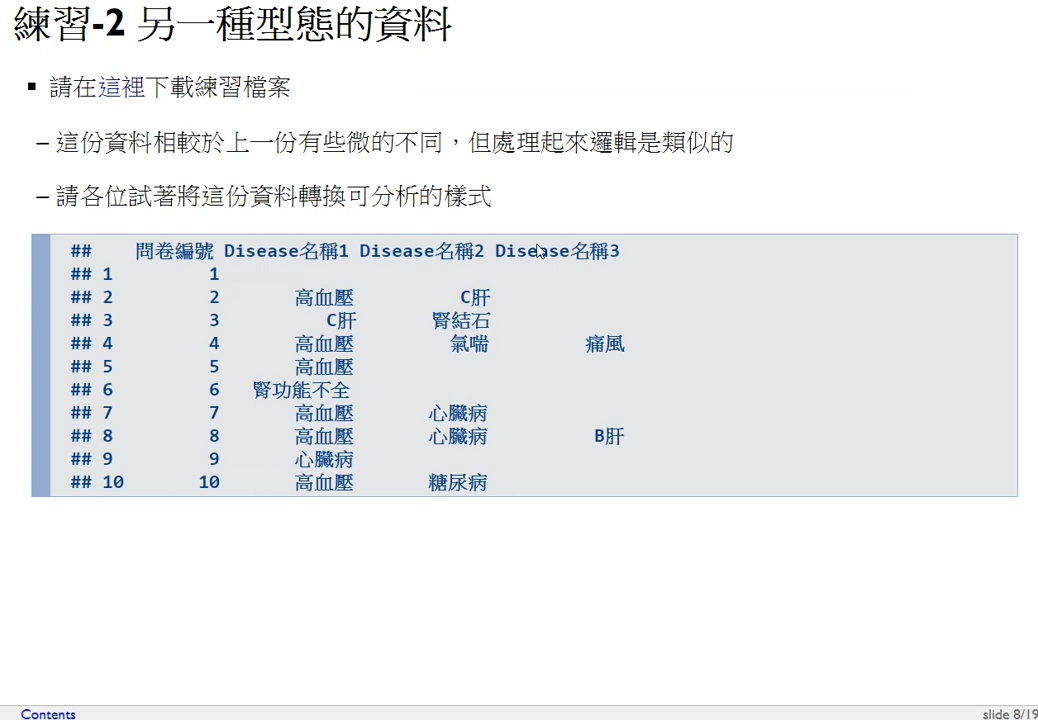 練習-2 另一種型態的資料
▪ 請在這裡下載練習檔案
– 這份資料相較於上一份有些微的不同，但處理起來邏輯是類似的
– 請各位試著將這份資料轉換可分析的樣式
## 問卷編號 Disease名稱1 Disease名稱2 Disease名稱3
## 1 1
## 2 2 高血壓 C肝
## 3 3 C肝 腎結石
## 4 4 高血壓 氣喘 痛風
## 5 5 高血壓
## 6 6 腎功能不全
## 7 7 高血壓 心臟病
## 8 8 高血壓 心臟病 B肝
## 9 9 心臟病
## 10 10 高血壓 糖尿病
Contents slide 8/19